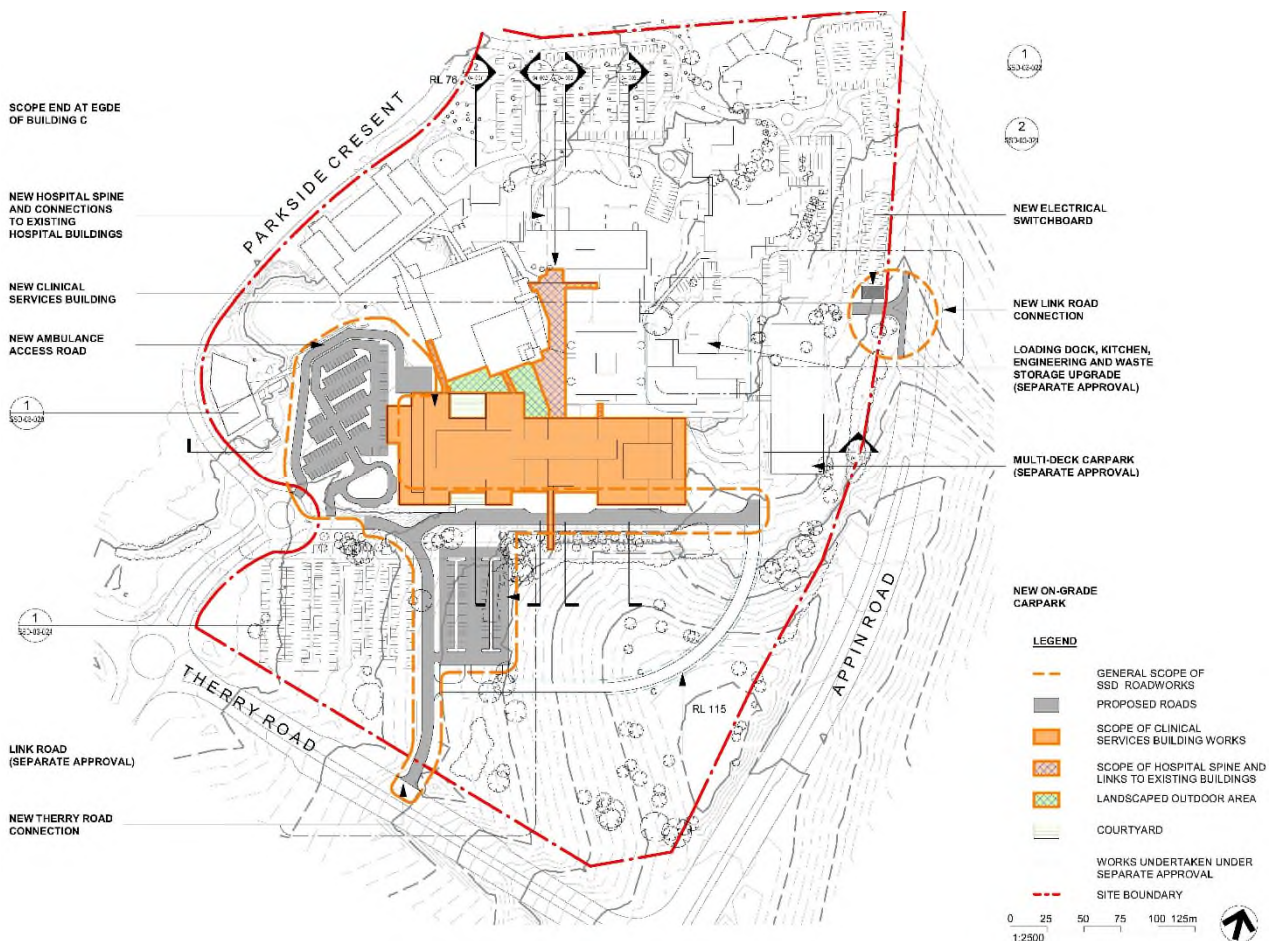 RL 76
SCOPE END AT EGDE
OF BUILDING C
NEW HOSPITAL SPINE
AND CONNECTIONS
TO EXISTING
HOSPITAL BUILDINGS
NEW CLINICAL
SERVICES BUILDING
NEW AMBULANCE
ACCESS ROAD
1
1
LINK ROAD
(SEPARATE APPROVAL)
NEW THERRY ROAD
CONNECTION
PARKSIDE CRESENT
THERRY ROAD
APPIN ROAD
RL 115
1
2
NEW ELECTRICAL
SWITCHBOARD
NEW LINK ROAD
CONNECTION
LOADING DOCK, KITCHEN,
ENGINEERING AND WASTE
STORAGE UPGRADE
(SEPARATE APPROVAL)
MULTI-DECK CARPARK
(SEPARATE APPROVAL)
NEW ON-GRADE
CARPARK
LEGEND
GENERAL SCOPE OF
SSD ROADWORKS
PROPOSED ROADS
SCOPE OF CLINICAL
SERVICES BUILDING WORKS
SCOPE OF HOSPITAL SPINE AND
LINKS TO EXISTING BUILDINGS
LANDSCAPED OUTDOOR AREA
COURTYARD
WORKS UNDERTAKEN UNDER
SEPARATE APPROVAL
SITE BOUNDARY
0 25 50 75 100 125m
1:2500